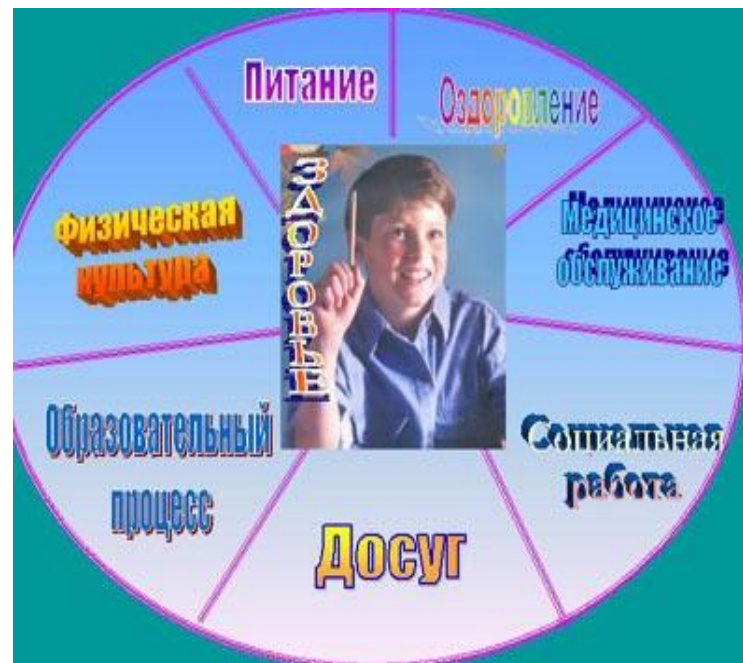 Питание
Оздоровление
Медицинское
обслуживание
Социальная
работа
Досуг
Образовательный
процесс
Физическая
культура
ЗДОРОВЬЕ